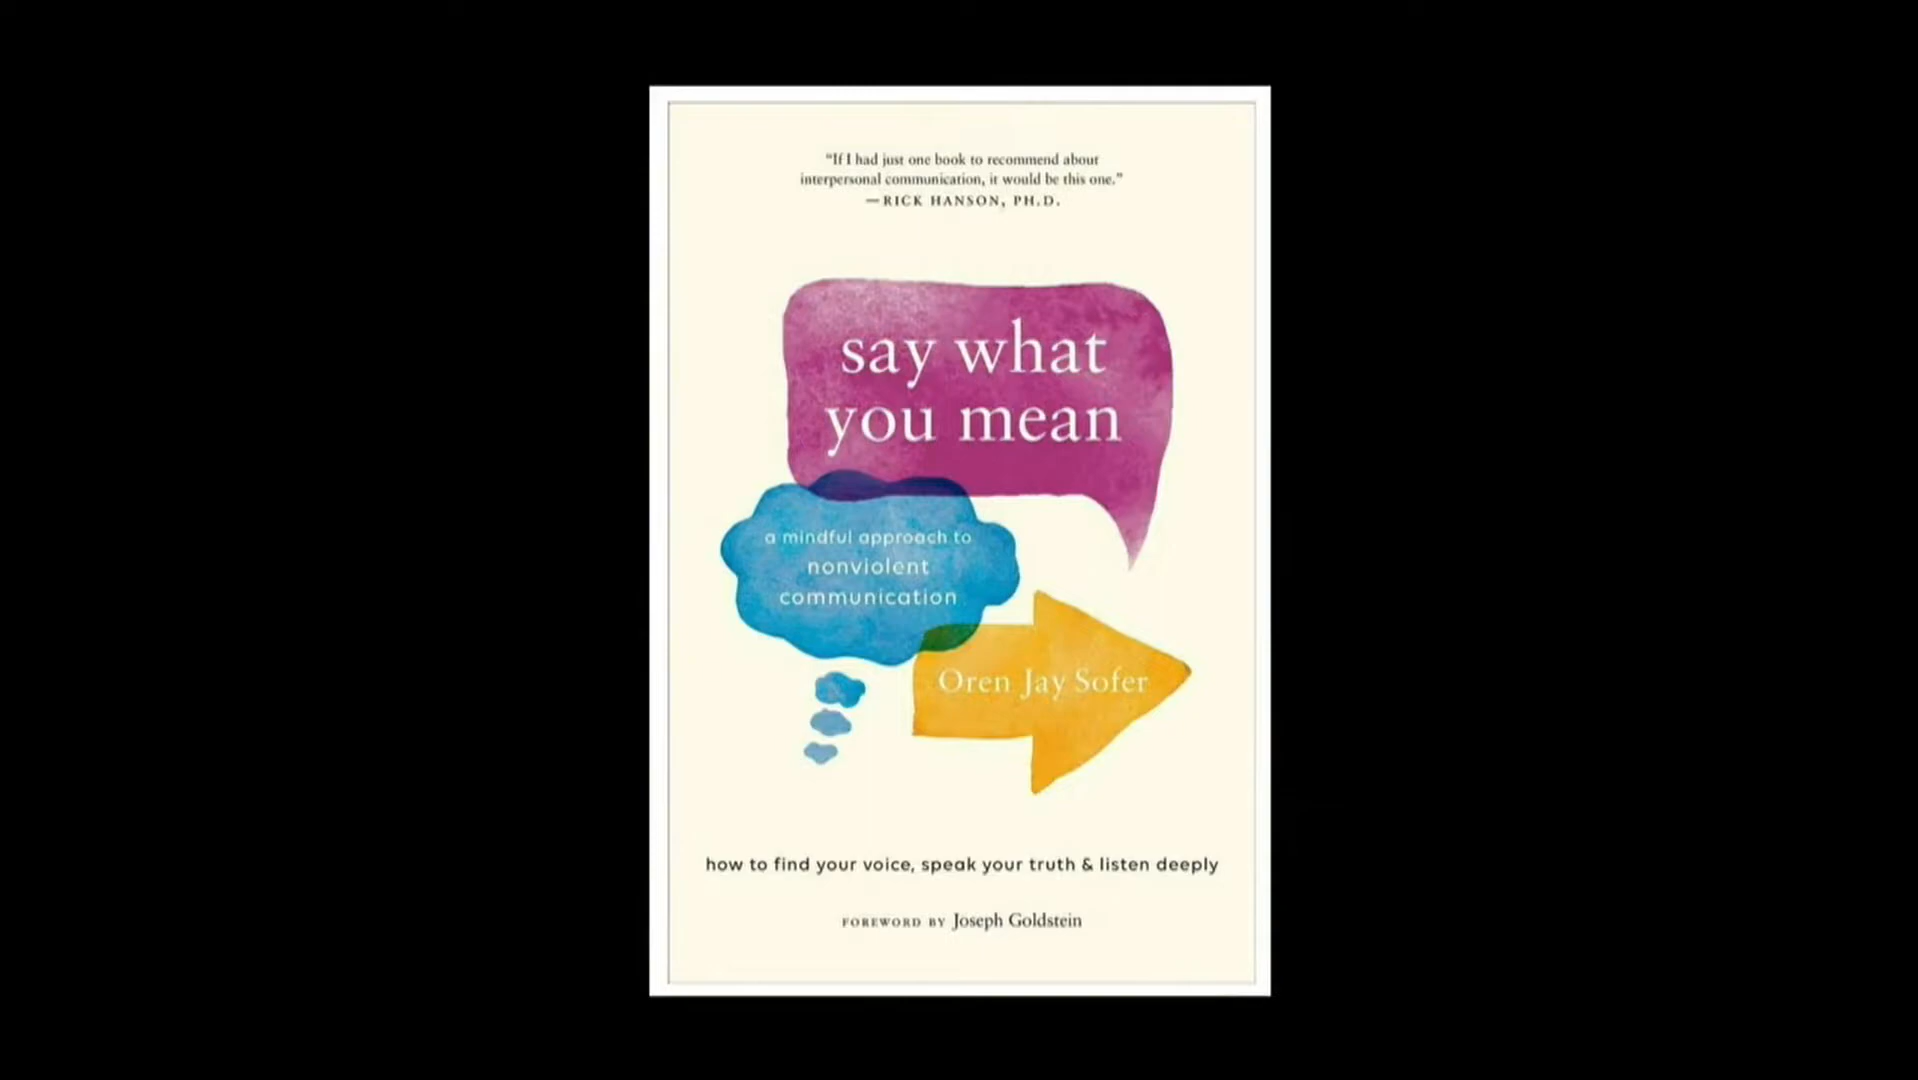 “If I had just one book to recommend about
interpersonal communication, it would be this one.”
—RICK HANSON, PH.D.
say what
you mean
a mindful approach to
nonviolent
communication
Oren Jay Sofer
how to find your voice, speak your truth & listen deeply
FOREWORD BY Joseph Goldstein